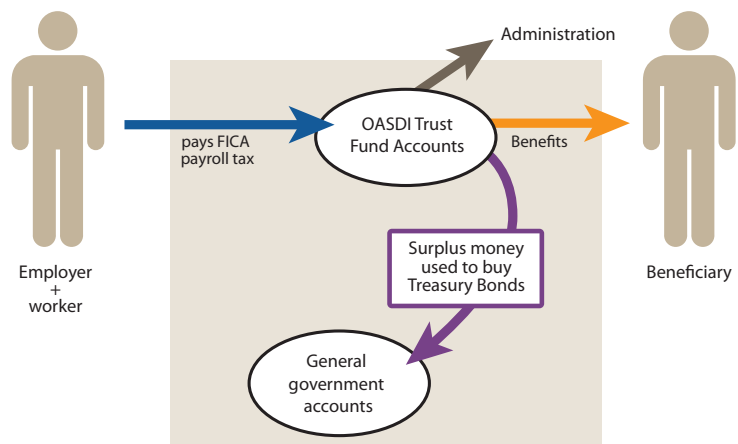 Administration
OASDI Trust
Fund Accounts
pays FICA
payroll tax
Benefits
Surplus money
used to buy
Treasury Bonds
Employer
+
worker
Beneficiary
General
government
accounts